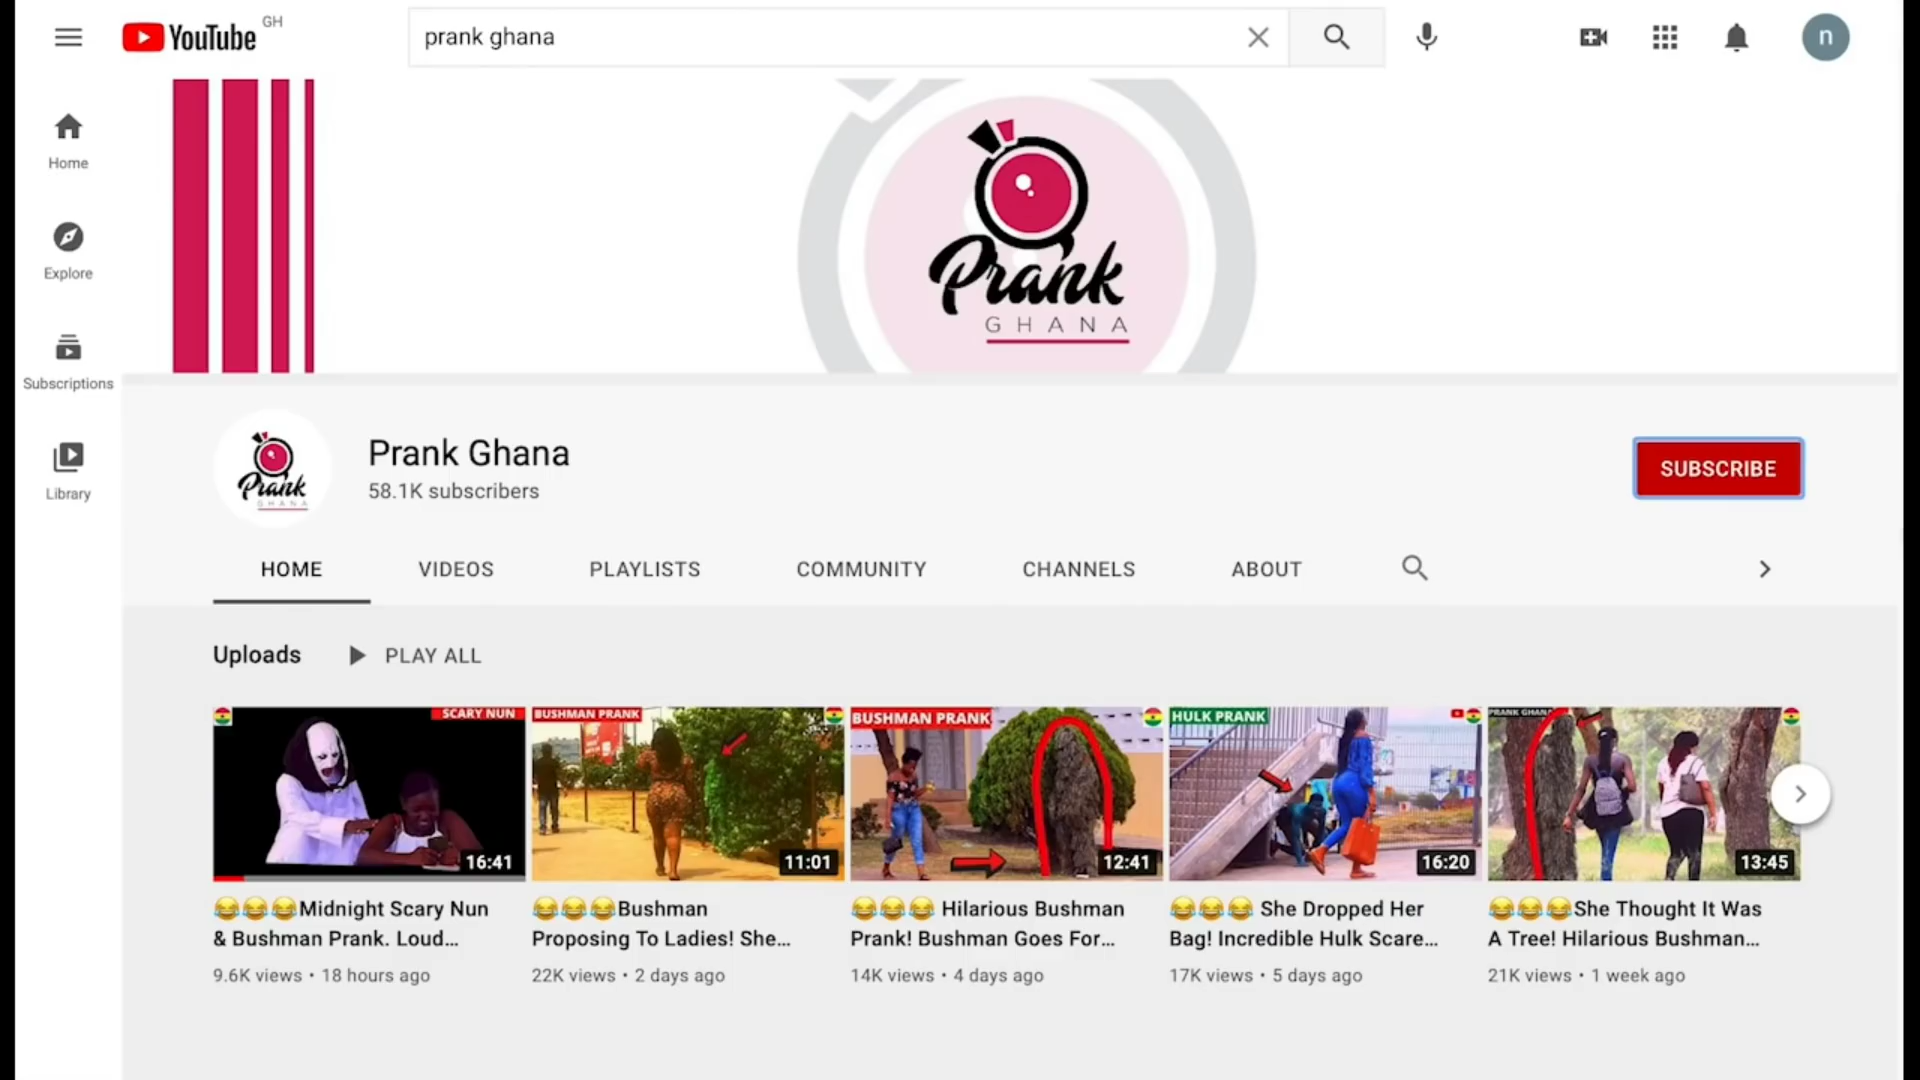 YouTube GH
prank ghana
n
Home
Explore
Subscriptions
Library
Prank
GHANA
Prank
GHANA
Prank Ghana
58.1K subscribers
SUBSCRIBE
HOME VIDEOS PLAYLISTS COMMUNITY CHANNELS ABOUT
Uploads PLAY ALL
SCARY NUN
16:41
😂😂😂Midnight Scary Nun
& Bushman Prank. Loud...
9.6K views • 18 hours ago
BUSHMAN PRANK
11:01
😂😂😂Bushman
Proposing To Ladies! She...
22K views • 2 days ago
BUSHMAN PRANK
12:41
😂😂😂 Hilarious Bushman
Prank! Bushman Goes For...
14K views • 4 days ago
HULK PRANK
16:20
😂😂😂 She Dropped Her
Bag! Incredible Hulk Scare...
17K views • 5 days ago
PRANK GHANA
13:45
😂😂😂She Thought It Was
A Tree! Hilarious Bushman...
21K views • 1 week ago